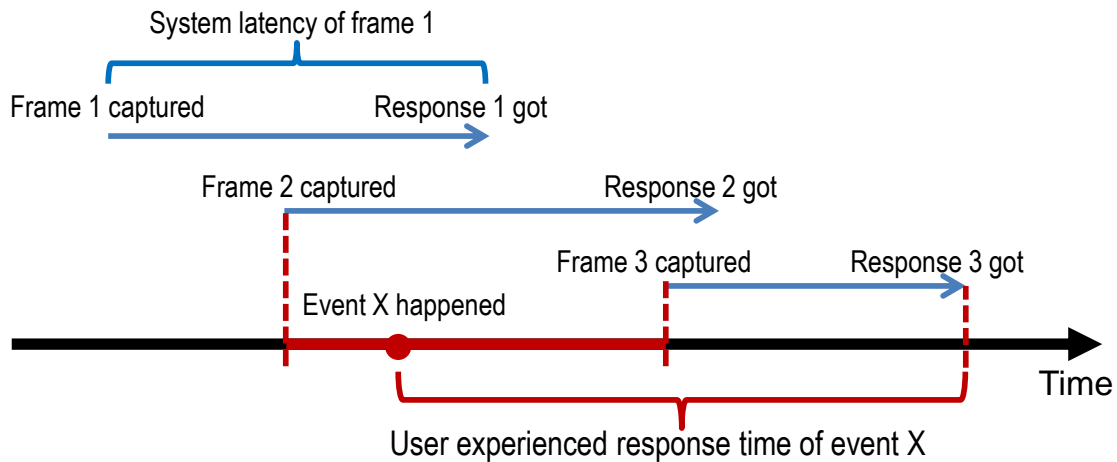 System latency of frame 1
Frame 1 captured
Response 1 got
Frame 2 captured
Response 2 got
Frame 3 captured
Response 3 got
Event X happened
Time
User experienced response time of event X